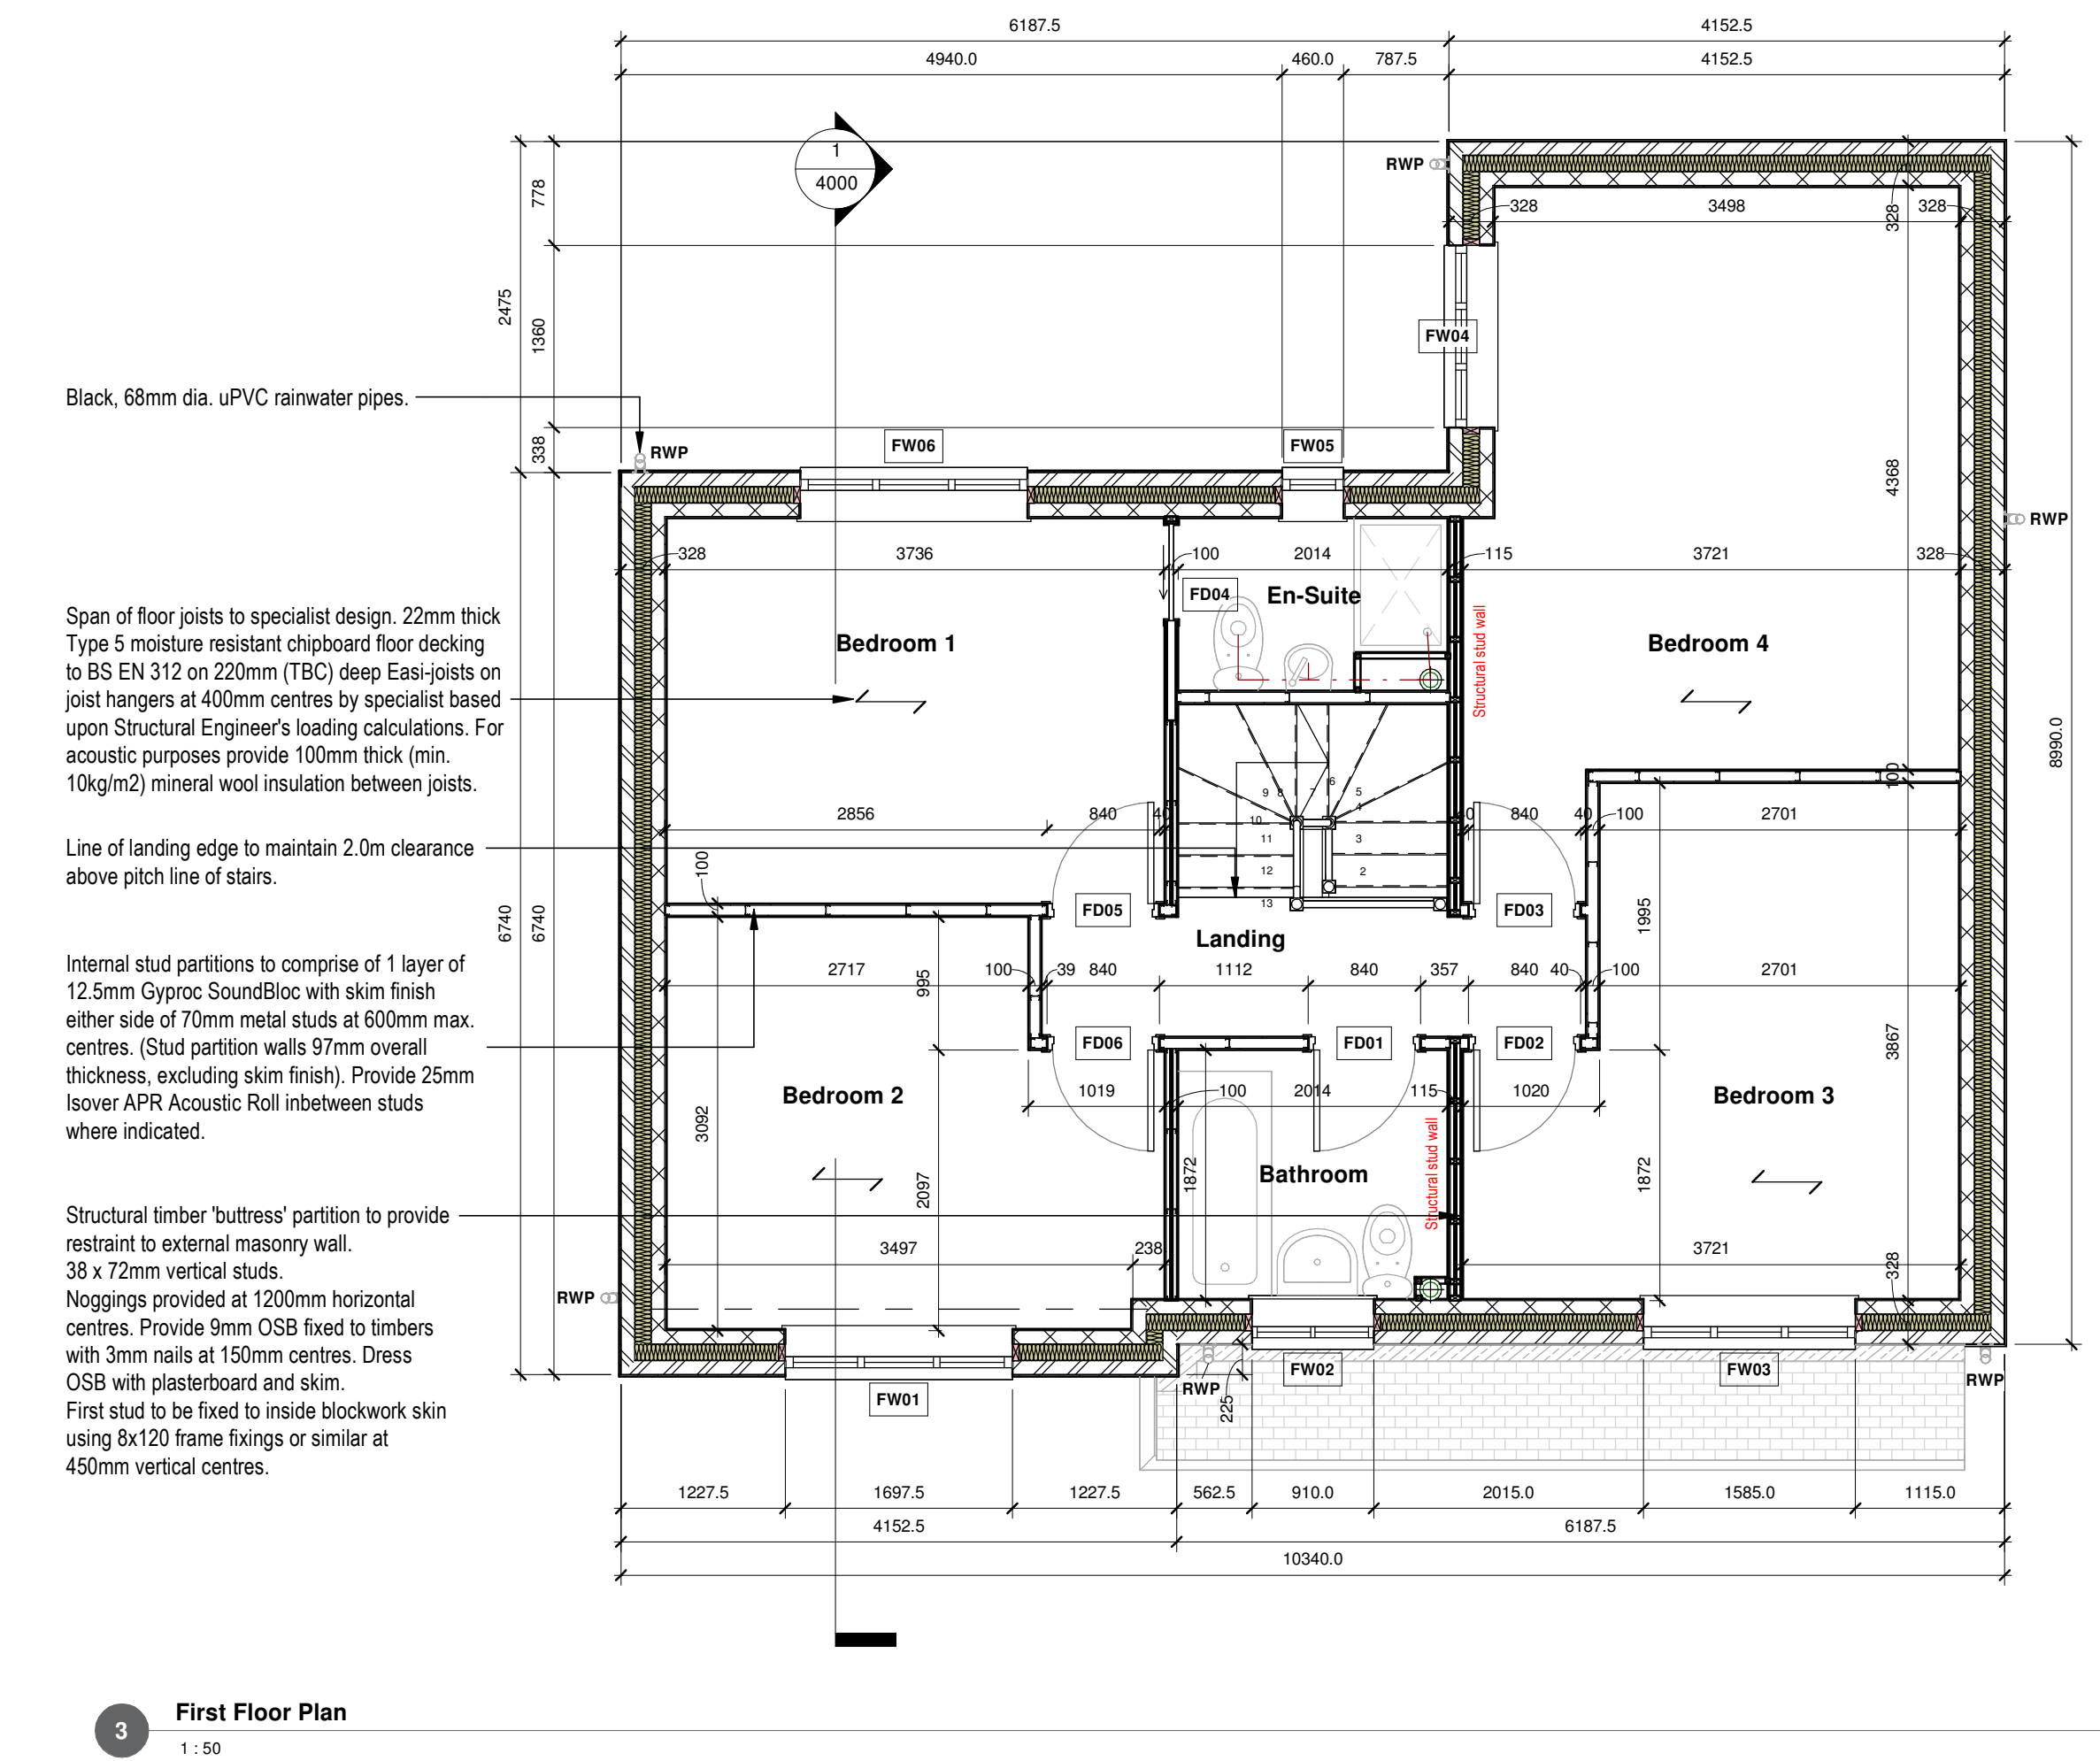 6187.5
4152.5
4940.0
460.0
787.5
4152.5
1
4000
RWP
778
328
3498
328
328
2475
1360
FW04
Black, 68mm dia. uPVC rainwater pipes.
338
RWP
FW06
FW05
4368
RWP
328
3736
100
2014
115
3721
328
Span of floor joists to specialist design. 22mm thick
Type 5 moisture resistant chipboard floor decking
to BS EN 312 on 220mm (TBC) deep Easi-joists on
joist hangers at 400mm centres by specialist based
upon Structural Engineer's loading calculations. For
acoustic purposes provide 100mm thick (min.
10kg/m2) mineral wool insulation between joists.
FD04
En-Suite
Bedroom 1
Bedroom 4
Structural stud wall
8990.0
100
9
8
7
6
5
4
10
11
3
12
2
13
2856
840
40
40
840
40
100
2701
Line of landing edge to maintain 2.0m clearance
above pitch line of stairs.
100
FD05
FD03
6740
6740
1995
Landing
Internal stud partitions to comprise of 1 layer of
12.5mm Gyproc SoundBloc with skim finish
either side of 70mm metal studs at 600mm max.
centres. (Stud partition walls 97mm overall
thickness, excluding skim finish). Provide 25mm
Isover APR Acoustic Roll inbetween studs
where indicated.
2717
995
100
39
840
1112
840
357
840
40
100
2701
FD06
FD01
FD02
3867
1019
100
2014
115
1020
Bedroom 2
Bedroom 3
3092
2097
1872
Bathroom
Structural stud wall
1872
Structural timber 'buttress' partition to provide
restraint to external masonry wall.
38 x 72mm vertical studs.
Noggings provided at 1200mm horizontal
centres. Provide 9mm OSB fixed to timbers
with 3mm nails at 150mm centres. Dress
OSB with plasterboard and skim.
First stud to be fixed to inside blockwork skin
using 8x120 frame fixings or similar at
450mm vertical centres.
3497
238
3721
328
RWP
FW01
RWP
225
FW02
FW03
RWP
1227.5
1697.5
1227.5
562.5
910.0
2015.0
1585.0
1115.0
4152.5
6187.5
10340.0
3
First Floor Plan
1 : 50